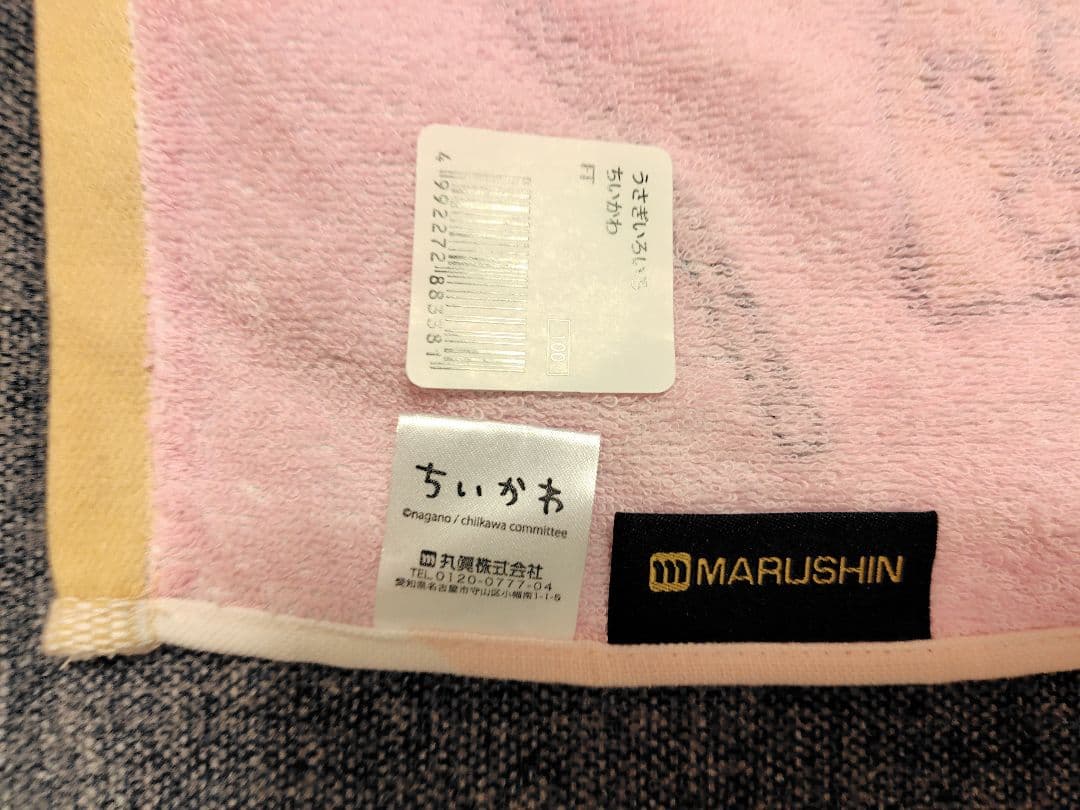 うさぎいろいろ
ちいかわ
FT
100
4992272883381
ちいかわ
©nagano / chiikawa committee
m 丸眞株式会社
TEL 0120-0777-04
愛知県名古屋市守山区小幡南1-1-5
m MARUSHIN